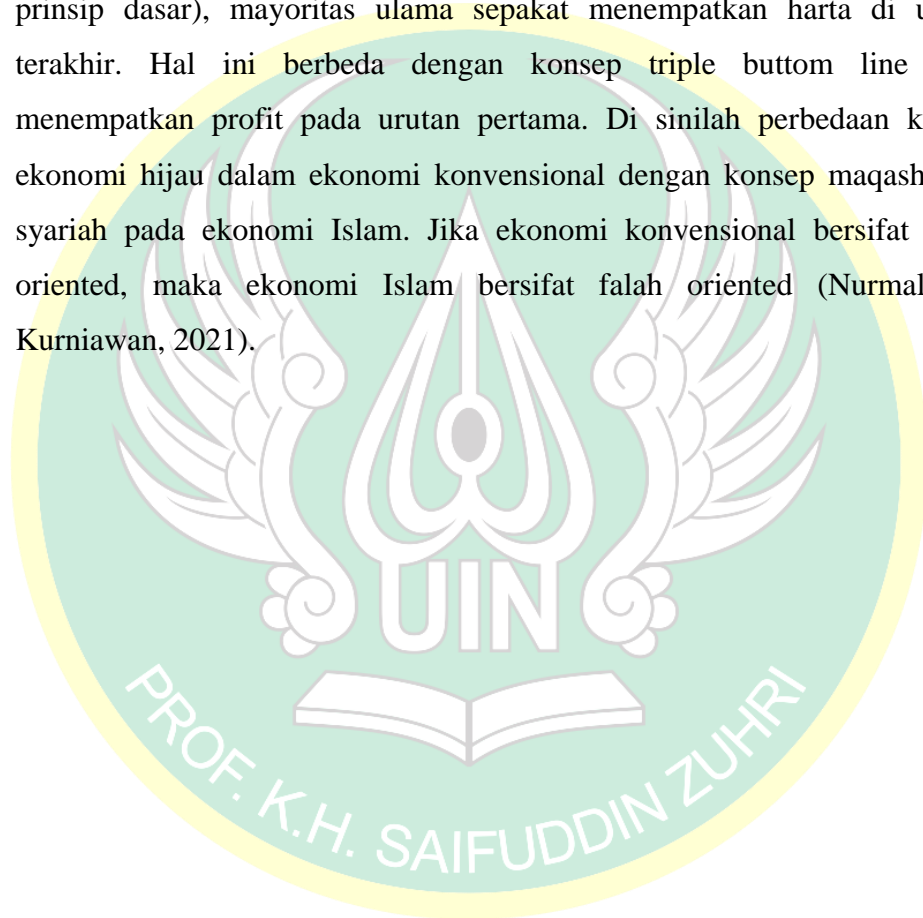 prinsip dasar), mayoritas ulama sepakat menempatkan harta di
terakhir. Hal ini berbeda dengan konsep triple buttom line
menempatkan profit pada urutan pertama. Di sinilah perbedaan
ekonomi hijau dalam ekonomi konvensional dengan konsep
syariah pada ekonomi Islam. Jika ekonomi konvensional bersifat
oriented, maka ekonomi Islam bersifat falah oriented
Kurniawan, 2021).
UIN
PROF. K.H. SAIFUDDIN ZUHRI